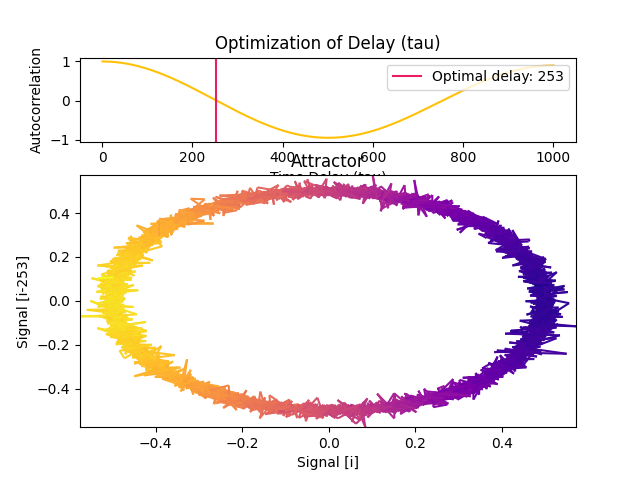 Optimization of Delay (tau)
Autocorrelation
1
0
−1
Optimal delay: 253
0 200 400 600 800 1000
Time Delay (tau)
Attractor
Signal [i-253]
0.4
0.2
0.0
−0.2
−0.4
−0.4 −0.2 0.0 0.2 0.4
Signal [i]